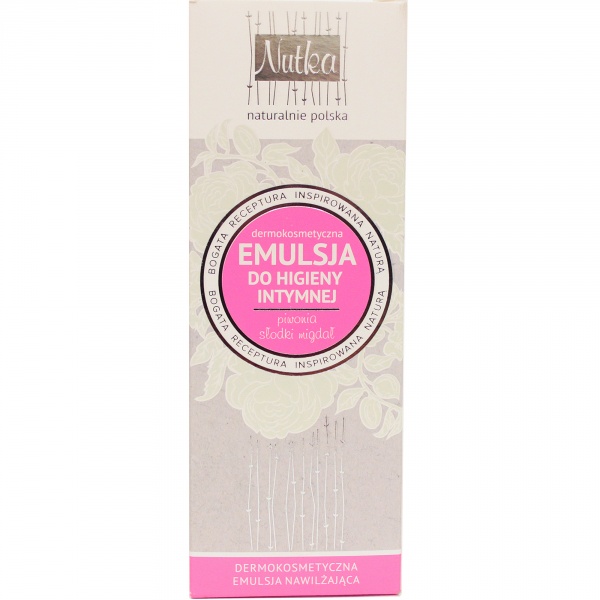 Nutka
naturalnie polska
BOGATA RECEPTURA INSPIROWANA NATURĄ
dermokosmetyczna
EMULSJA
DO HIGIENY
INTYMNEJ
piwonia
słodki migdał
BOGATA RECEPTURA INSPIROWANA NATURĄ
DERMOKOSMETYCZNA
EMULSJA NAWILŻAJĄCA